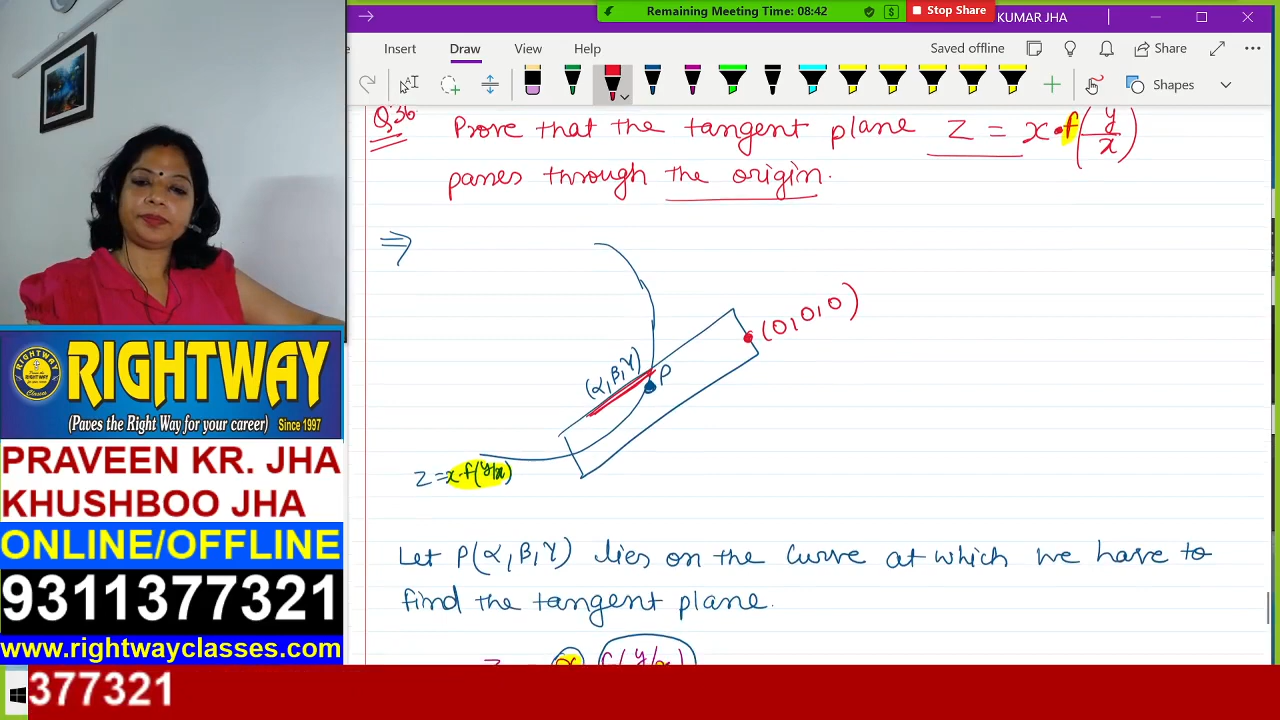 Remaining Meeting Time: 08:42
Stop Share
KUMAR JHA
Insert Draw View Help
Saved offline
Share
Shapes
Q.36 Prove that the tangent plane Z = x·f(y/x)
passes through the origin.
⇒
(0,0,0)
(α,β,γ)
P
Z=x·f(y/x)
Let P(α,β,γ) lies on the curve at which we have to
find the tangent plane.
f(y/x)
RIGHTWAY
(Paves the Right Way for your career) Since 1997
PRAVEEN KR. JHA
KHUSHBOO JHA
ONLINE/OFFLINE
9311377321
www.rightwayclasses.com
377321